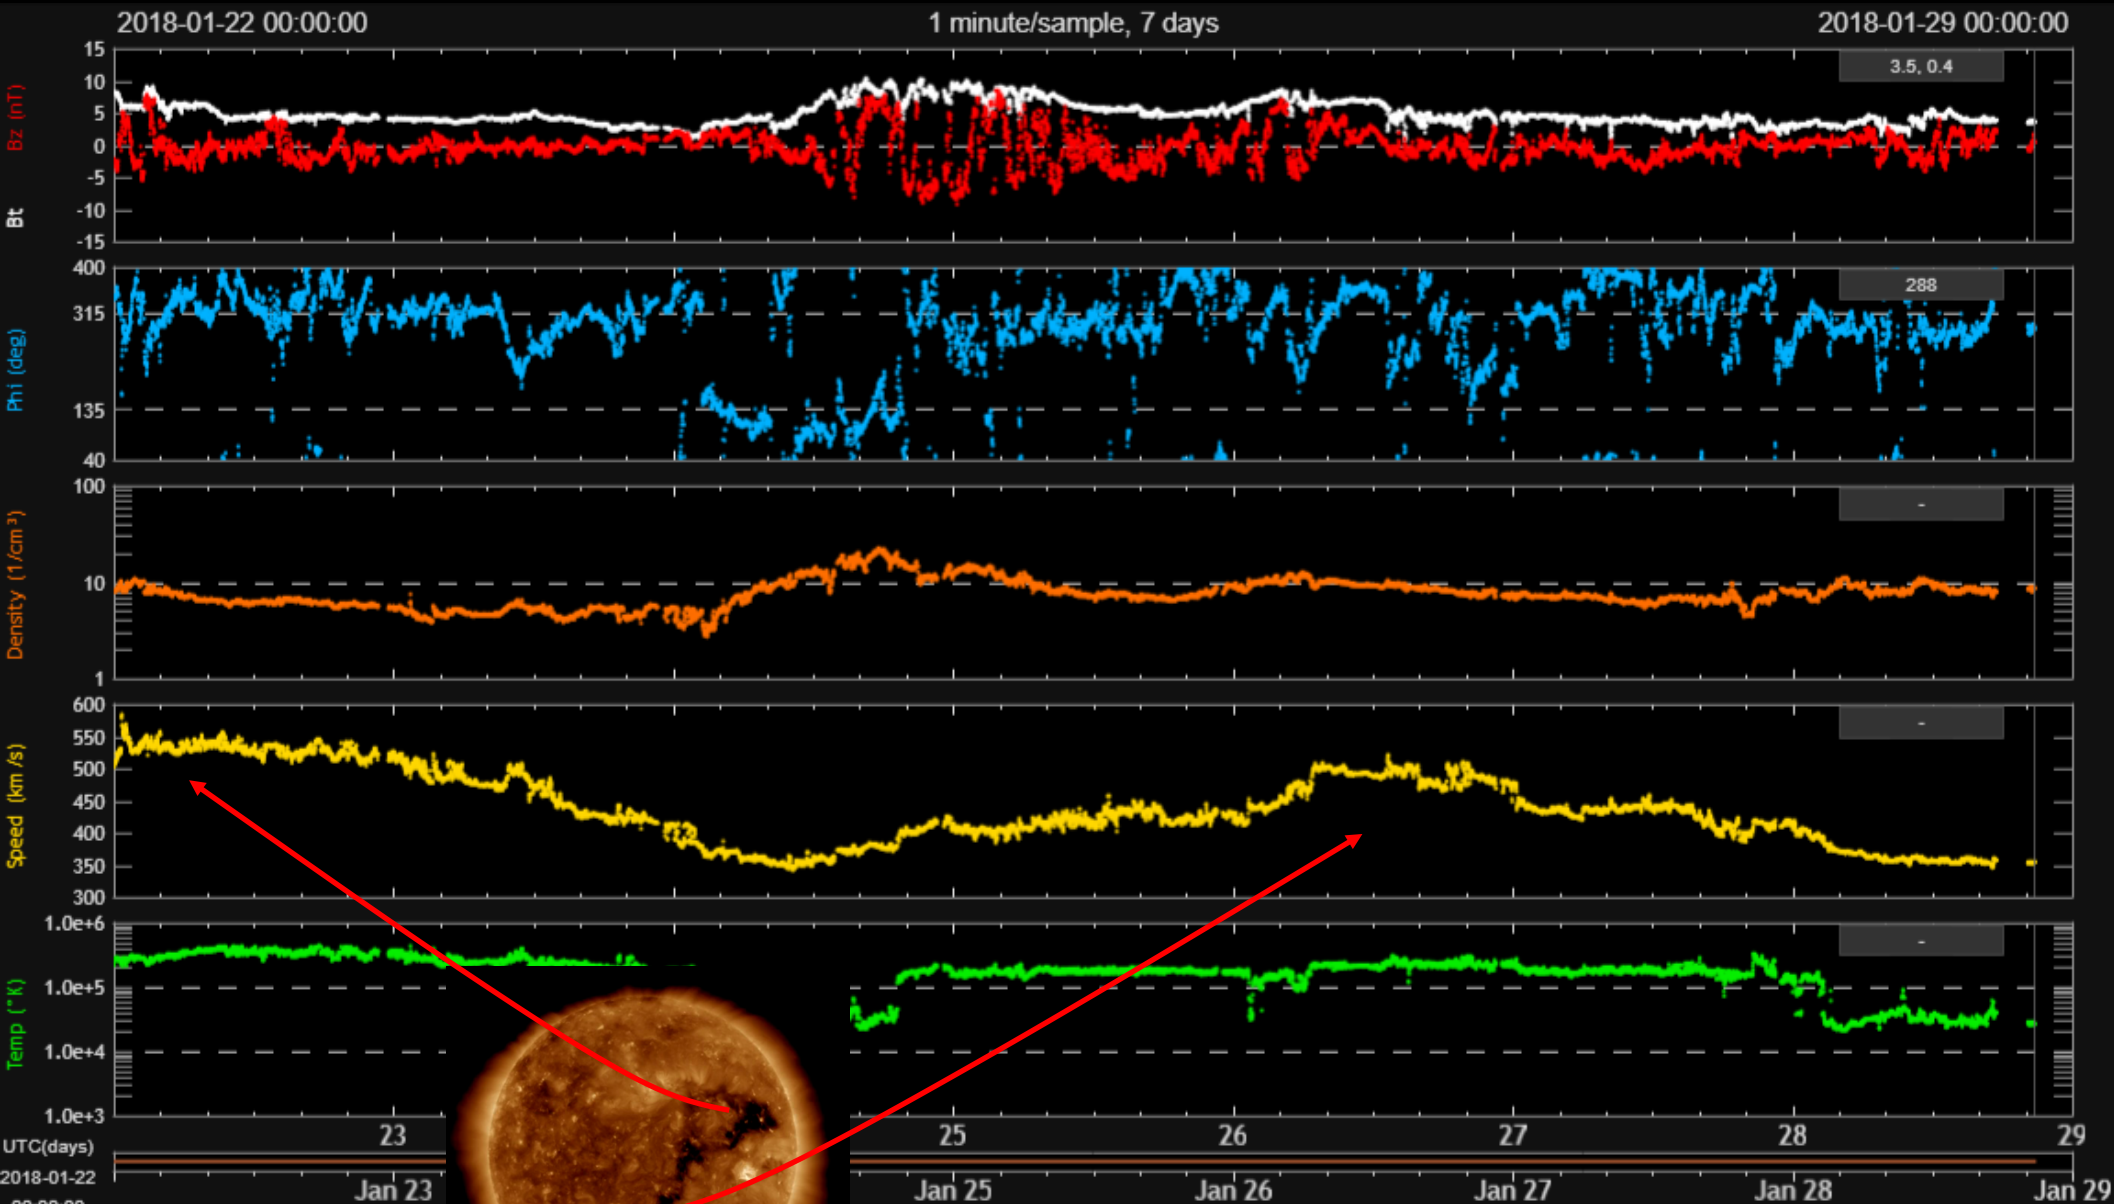 2018-01-22 00:00:00 1 minute/sample, 7 days 2018-01-29 00:00:00
Bt Bz (nT)
15
10
5
0
-5
-10
-15
3.5, 0.4
Phi (deg)
400
315
135
40
288
Density (1/cm³)
100
10
1
-
Speed (km/s)
600
550
500
450
400
350
300
-
Temp (°K)
1.0e+6
1.0e+5
1.0e+4
1.0e+3
-
UTC(days) 23 25 26 27 28 29
2018-01-22
Jan 23 Jan 25 Jan 26 Jan 27 Jan 28 Jan 29